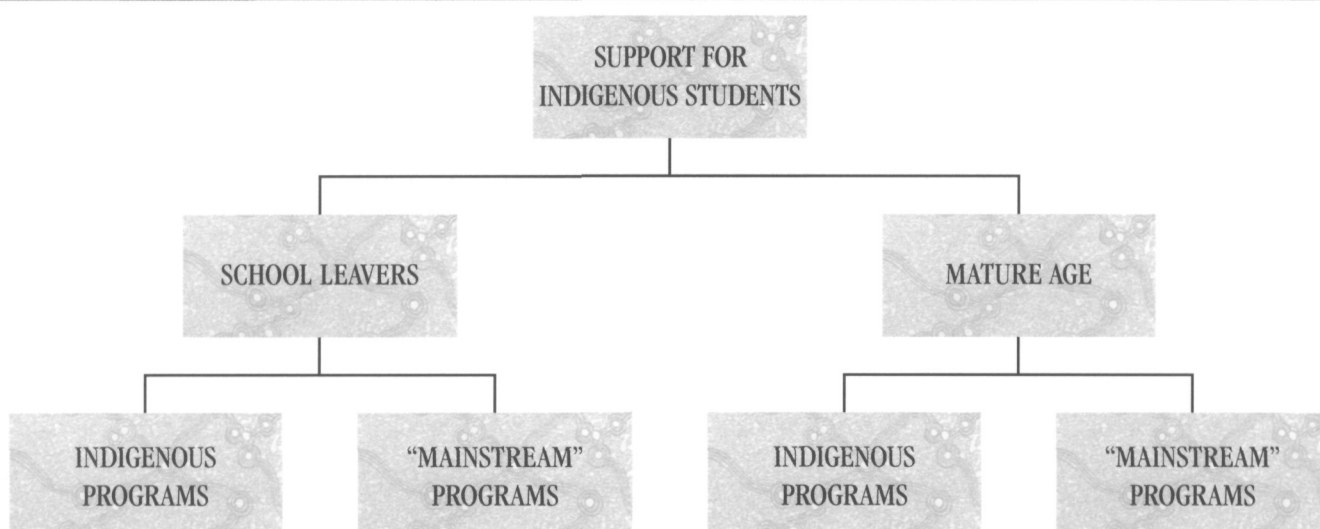 SUPPORT FOR
INDIGENOUS STUDENTS
SCHOOL LEAVERS
MATURE AGE
INDIGENOUS
PROGRAMS
“MAINSTREAM”
PROGRAMS
INDIGENOUS
PROGRAMS
“MAINSTREAM”
PROGRAMS